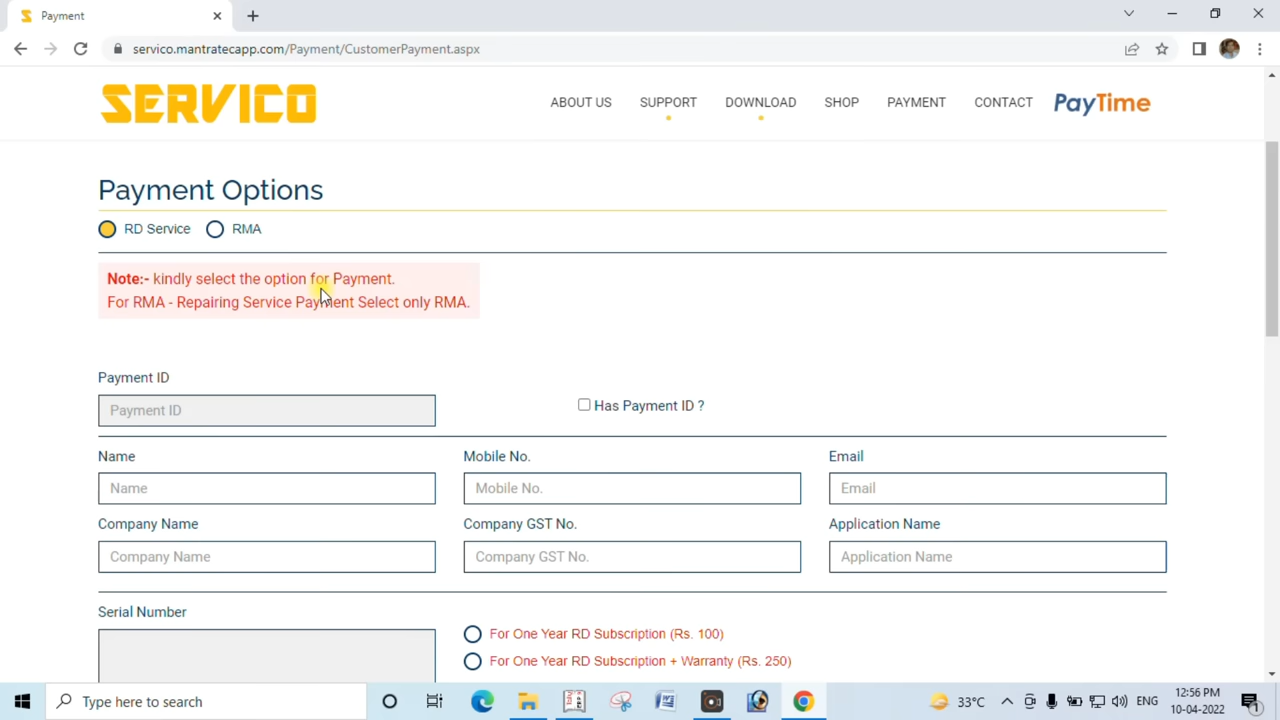 Payment
servico.mantratecapp.com/Payment/CustomerPayment.aspx
SERVICO
ABOUT US SUPPORT DOWNLOAD SHOP PAYMENT CONTACT PayTime
Payment Options
RD Service RMA
Note:- kindly select the option for Payment.
For RMA - Repairing Service Payment Select only RMA.
Payment ID
Payment ID
Has Payment ID ?
Name Mobile No. Email
Name Mobile No. Email
Company Name Company GST No. Application Name
Company Name Company GST No. Application Name
Serial Number
For One Year RD Subscription (Rs. 100)
For One Year RD Subscription + Warranty (Rs. 250)
Type here to search
33°C
ENG
12:56 PM
10-04-2022
1